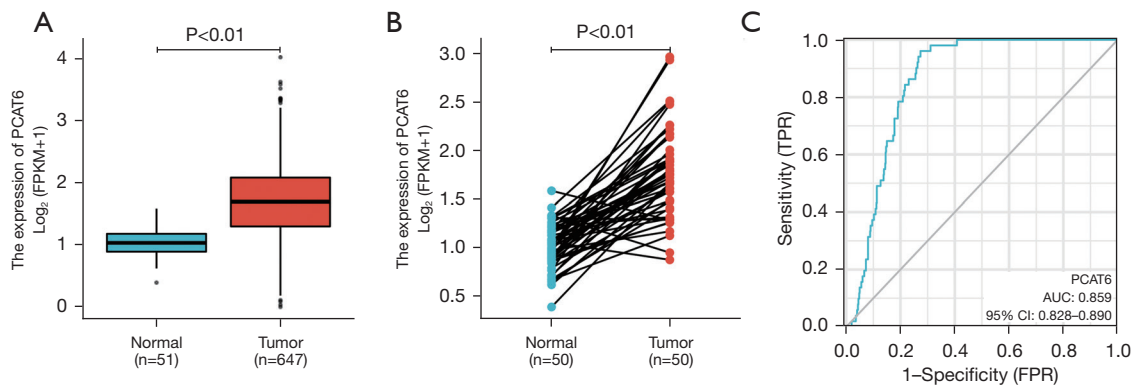 A
P<0.01
The expression of PCAT6
Log₂ (FPKM+1)
4
3
2
1
0
Normal
(n=51)
Tumor
(n=647)
B
P<0.01
The expression of PCAT6
Log₂ (FPKM+1)
3.0
2.5
2.0
1.5
1.0
0.5
Normal
(n=50)
Tumor
(n=50)
C
Sensitivity (TPR)
1.0
0.8
0.6
0.4
0.2
0.0
PCAT6
AUC: 0.859
95% CI: 0.828–0.890
0.0 0.2 0.4 0.6 0.8 1.0
1–Specificity (FPR)